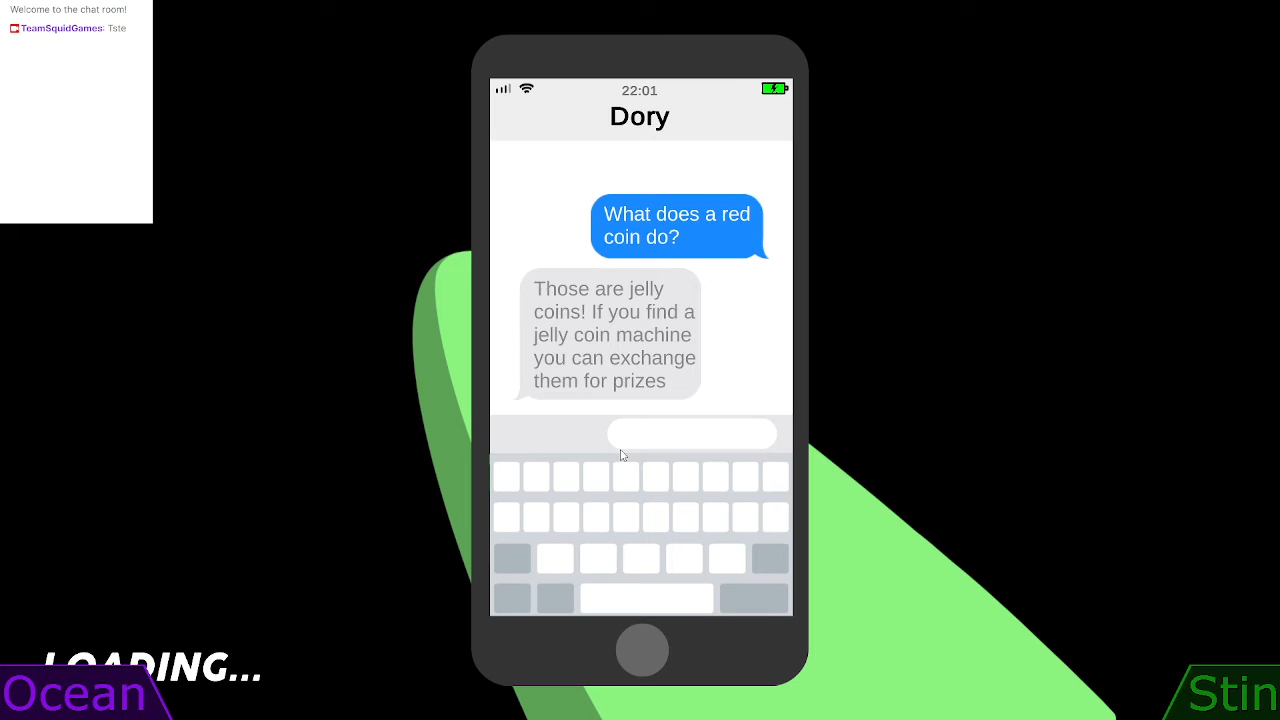 Welcome to the chat room!
TeamSquidGames: Tste
22:01
Dory
What does a red
coin do?
Those are jelly
coins! If you find a
jelly coin machine
you can exchange
them for prizes
LOADING...
Ocean
Stin